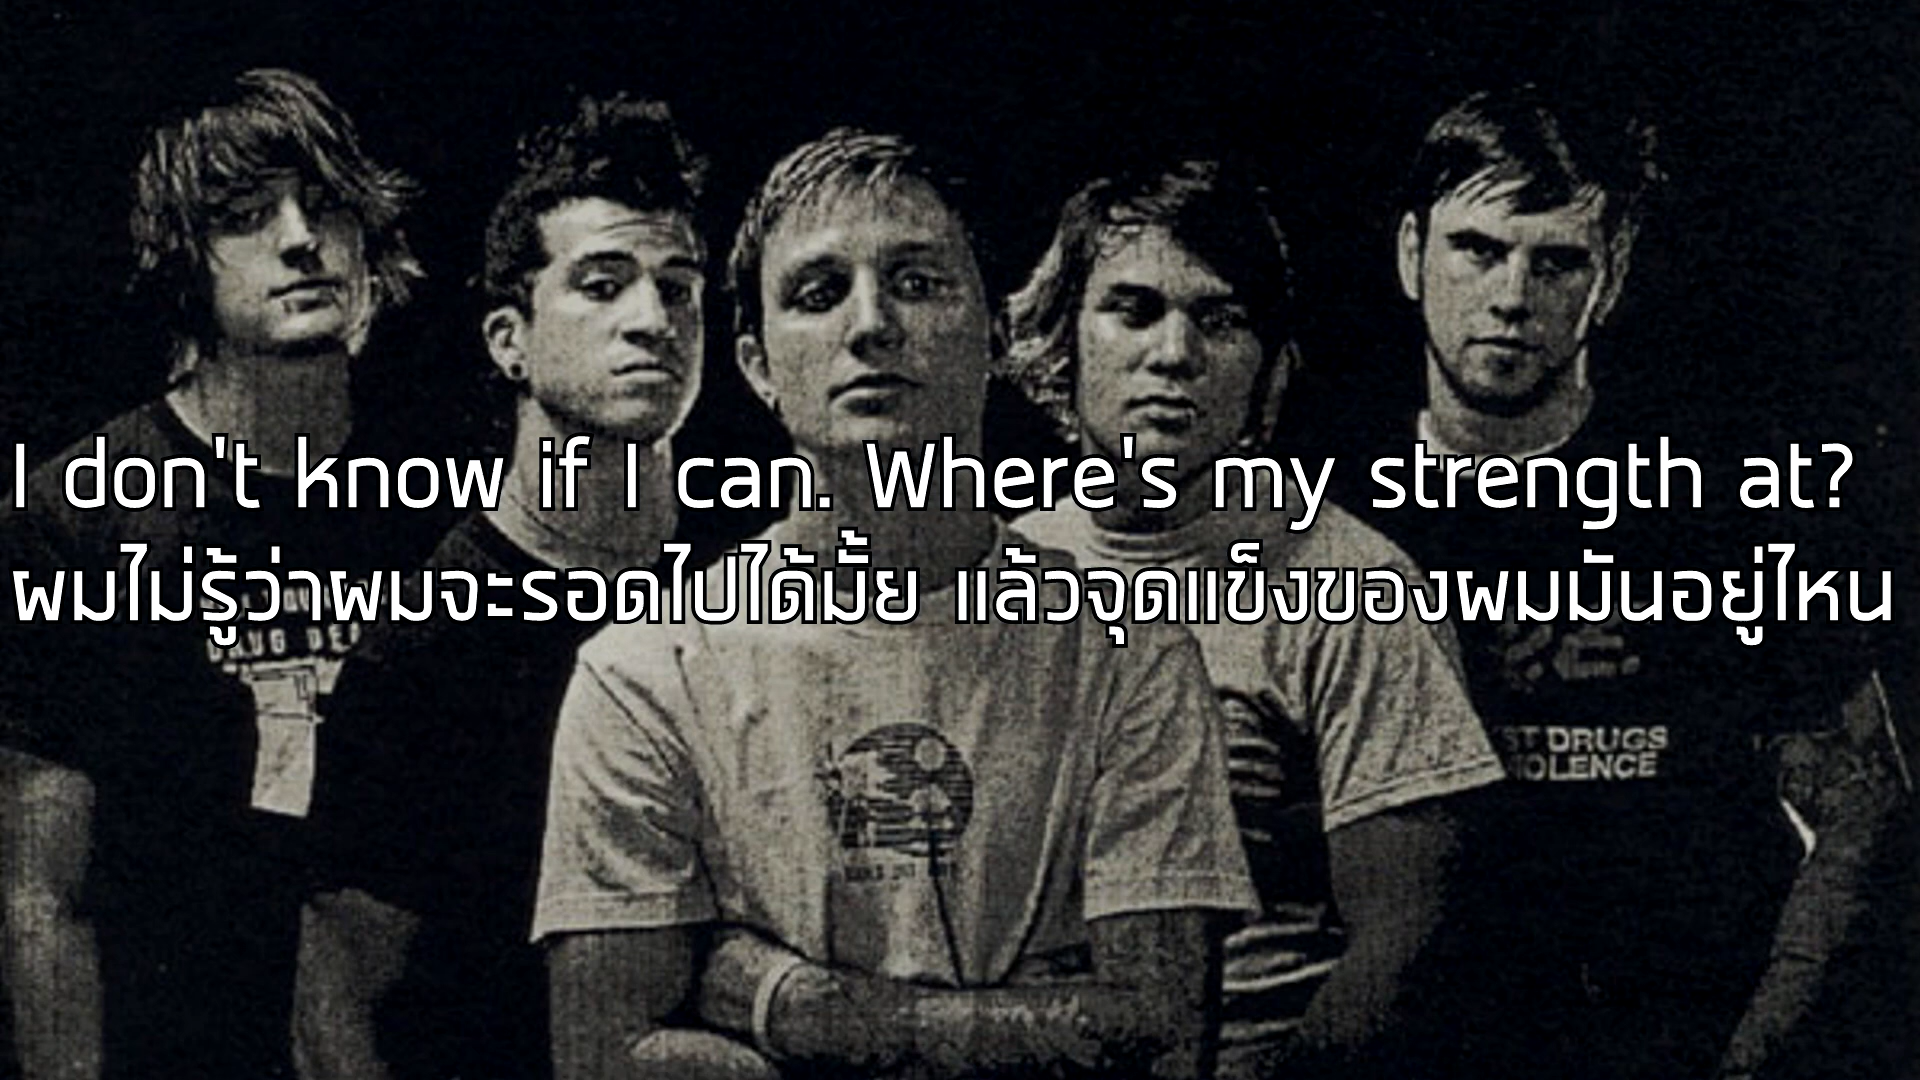 I don't know if I can. Where's my strength at?
ผมไม่รู้ว่าผมจะรอดไปได้มั้ย แล้วจุดแข็งของผมมันอยู่ไหน
DRUGS